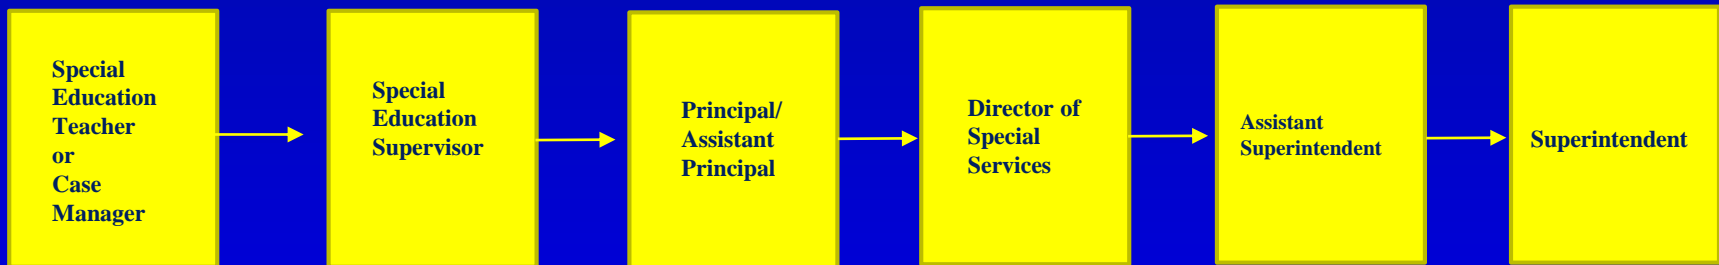 Special
Education
Teacher
or
Case
Manager
Special
Education
Supervisor
Principal/
Assistant
Principal
Director of
Special
Services
Assistant
Superintendent
Superintendent